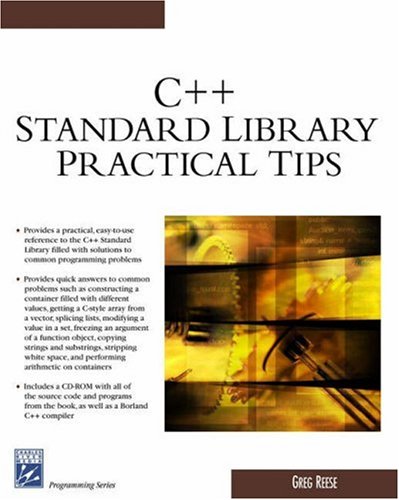 C++
STANDARD LIBRARY
PRACTICAL TIPS
• Provides a practical, easy-to-use
reference to the C++ Standard
Library filled with solutions to
common programming problems
• Provides quick answers to common
problems such as constructing a
container filled with different
values, getting a C-style array from
a vector, splicing lists, modifying a
value in a set, freezing an argument
of a function object, copying
strings and substrings, stripping
white space, and performing
arithmetic on containers
• Includes a CD-ROM with all of
the source code and programs
from the book, as well as a Borland
C++ compiler
CHARLES
RIVER
MEDIA
Programming Series
GREG REESE